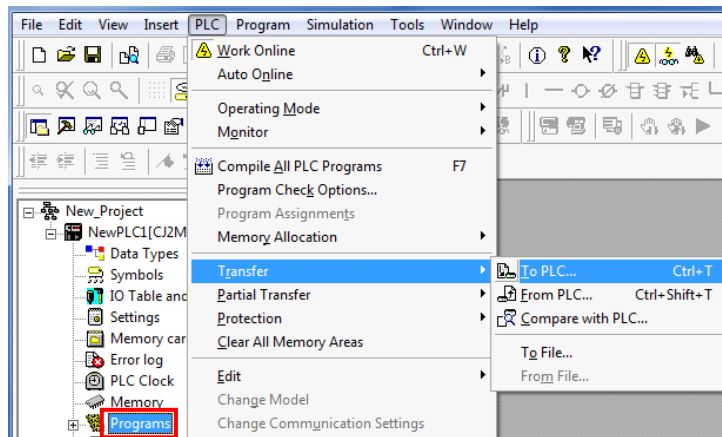 File Edit View Insert PLC Program Simulation Tools Window Help
Work Online Ctrl+W
Auto Online
Operating Mode
Monitor
Compile All PLC Programs F7
Program Check Options...
Program Assignments
Memory Allocation
Transfer
Partial Transfer
Protection
Clear All Memory Areas
Edit
Change Model
Change Communication Settings
To PLC... Ctrl+T
From PLC... Ctrl+Shift+T
Compare with PLC...
To File...
From File...
New_Project
NewPLC1[CJ2M
Data Types
Symbols
IO Table and
Settings
Memory car
Error log
PLC Clock
Memory
Programs